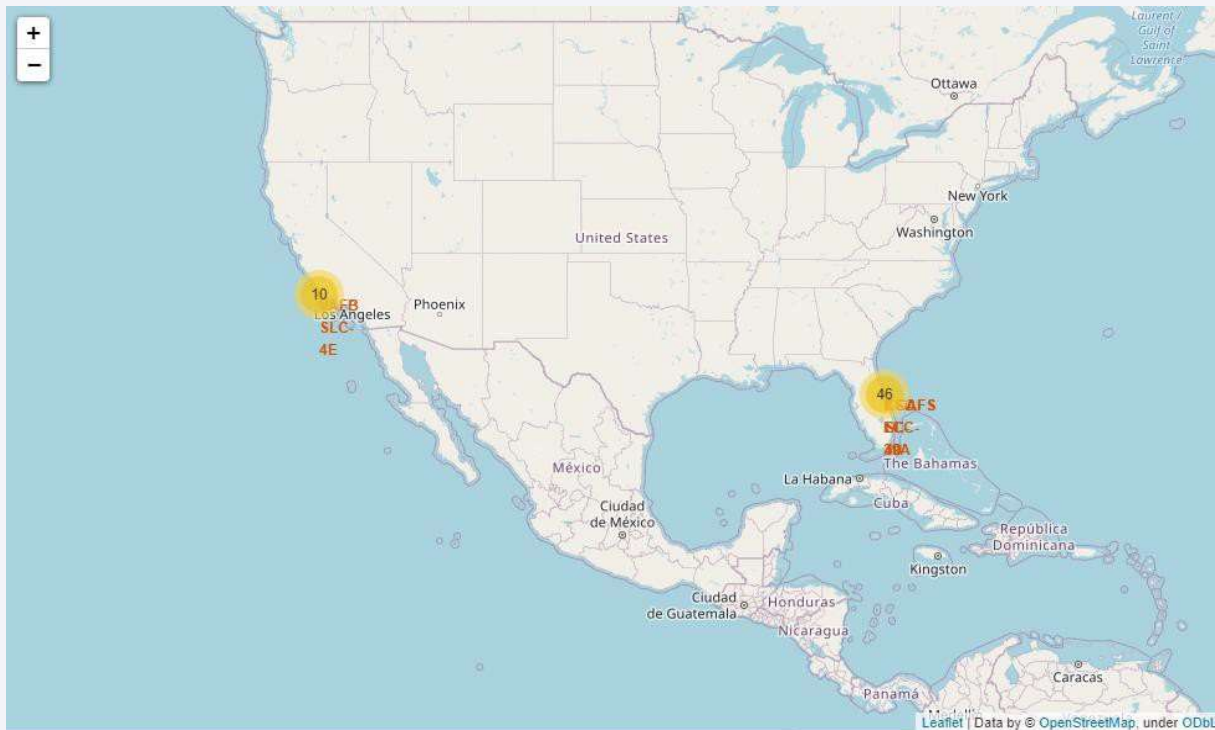 +
−
Laurent /
Gulf of
Saint
Lawrence
Ottawa
New York
Washington
United States
10
Phoenix
Los Angeles
SLC-
4E
46
The Bahamas
La Habana
Cuba
México
Ciudad
de México
República
Dominicana
Kingston
Ciudad
de Guatemala
Honduras
Nicaragua
Caracas
Panamá
Leaflet | Data by © OpenStreetMap, under ODbL